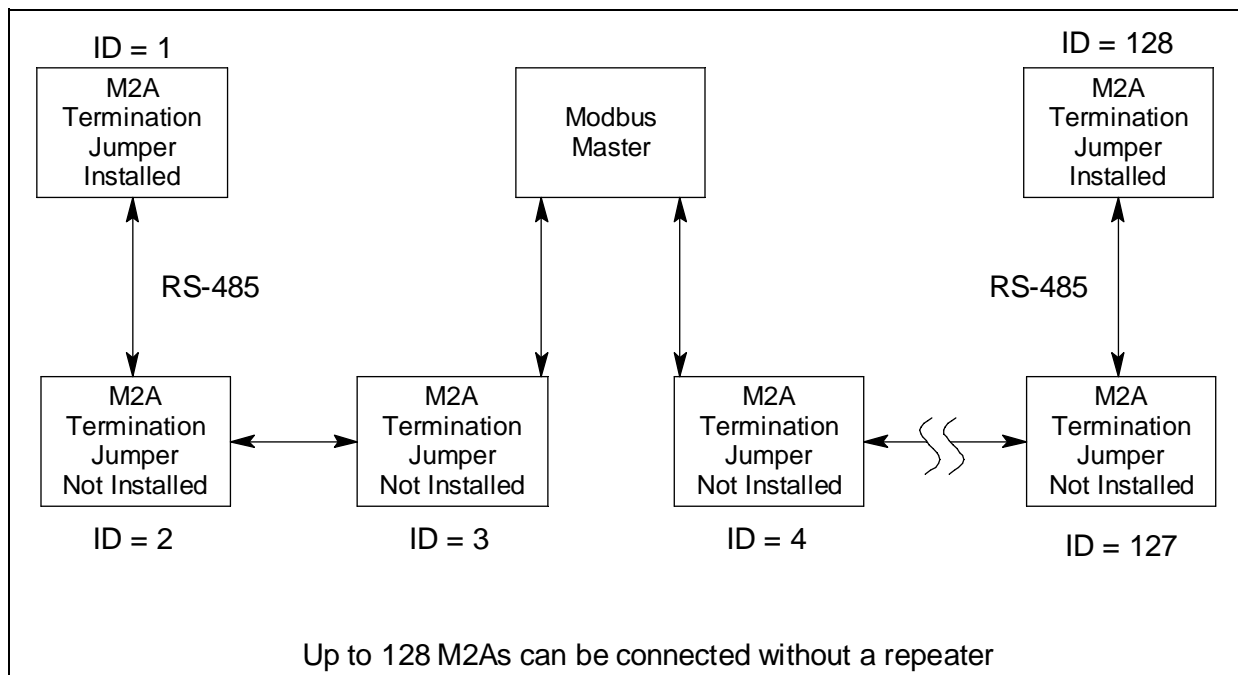 ID = 1
ID = 128
M2A
Termination
Jumper
Installed
Modbus
Master
M2A
Termination
Jumper
Installed
RS-485
RS-485
M2A
Termination
Jumper
Not Installed
M2A
Termination
Jumper
Not Installed
M2A
Termination
Jumper
Not Installed
M2A
Termination
Jumper
Not Installed
ID = 2
ID = 3
ID = 4
ID = 127
Up to 128 M2As can be connected without a repeater